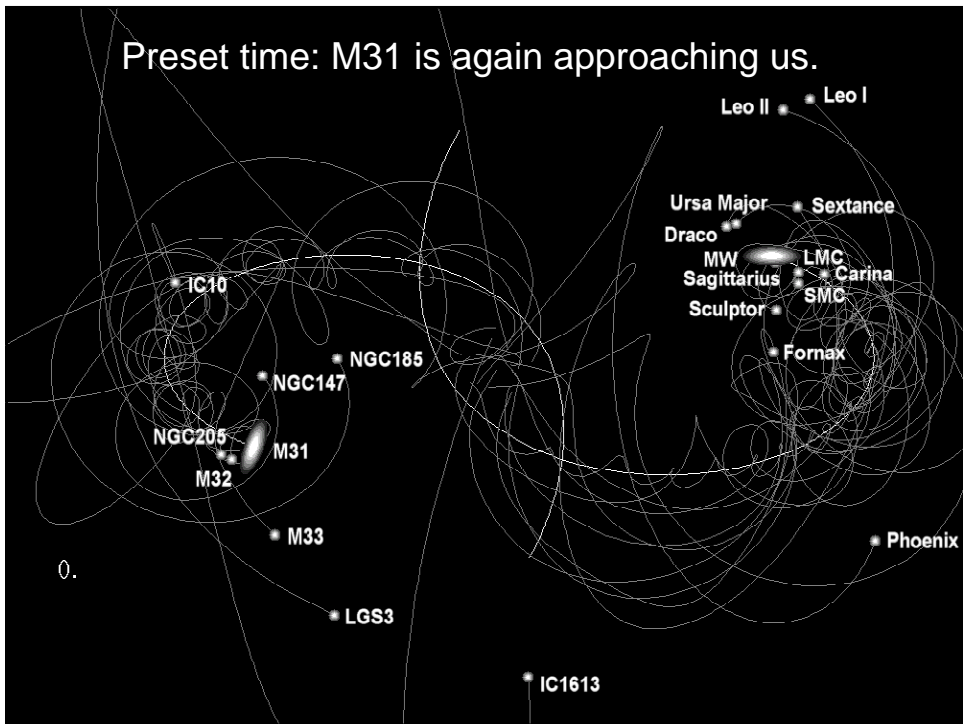 Preset time: M31 is again approaching us.
Leo II
Leo I
Ursa Major
Sextance
Draco
MW
LMC
Sagittarius
Carina
SMC
Sculptor
IC10
Fornax
NGC185
NGC147
NGC205
M31
M32
M33
Phoenix
0.
LGS3
IC1613